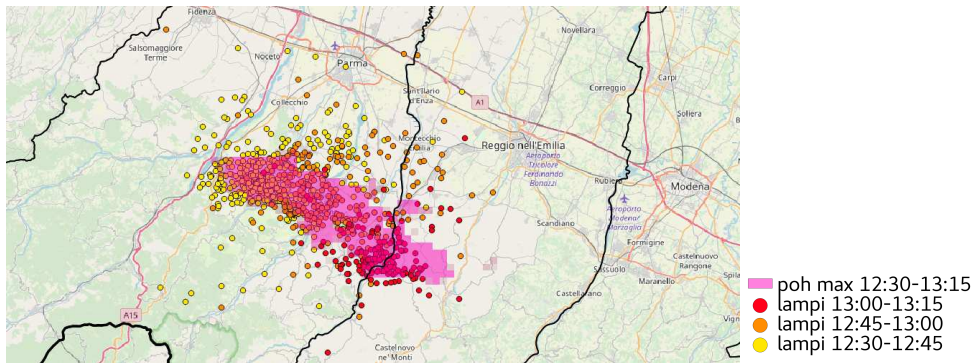 Fidenza
Novellara
Salsomaggiore
Terme
Noceto
Parma
Carpi
Sant'Ilario
d'Enza
Correggio
Collecchio
A1
Soliera
Montecchio
Emilia
Reggio nell'Emilia
Aeroporto
Tricolore
Ferdinando
Bonazzi
Rubiera
Modena
Aeroporto
Modena/
Marzaglia
Scandiano
Formigine
Castelnuovo
Rangone
Sassuolo
Maranello
Spila
Castellarano
A15
Vign
Castelnovo
ne' Monti
poh max 12:30-13:15
lampi 13:00-13:15
lampi 12:45-13:00
lampi 12:30-12:45